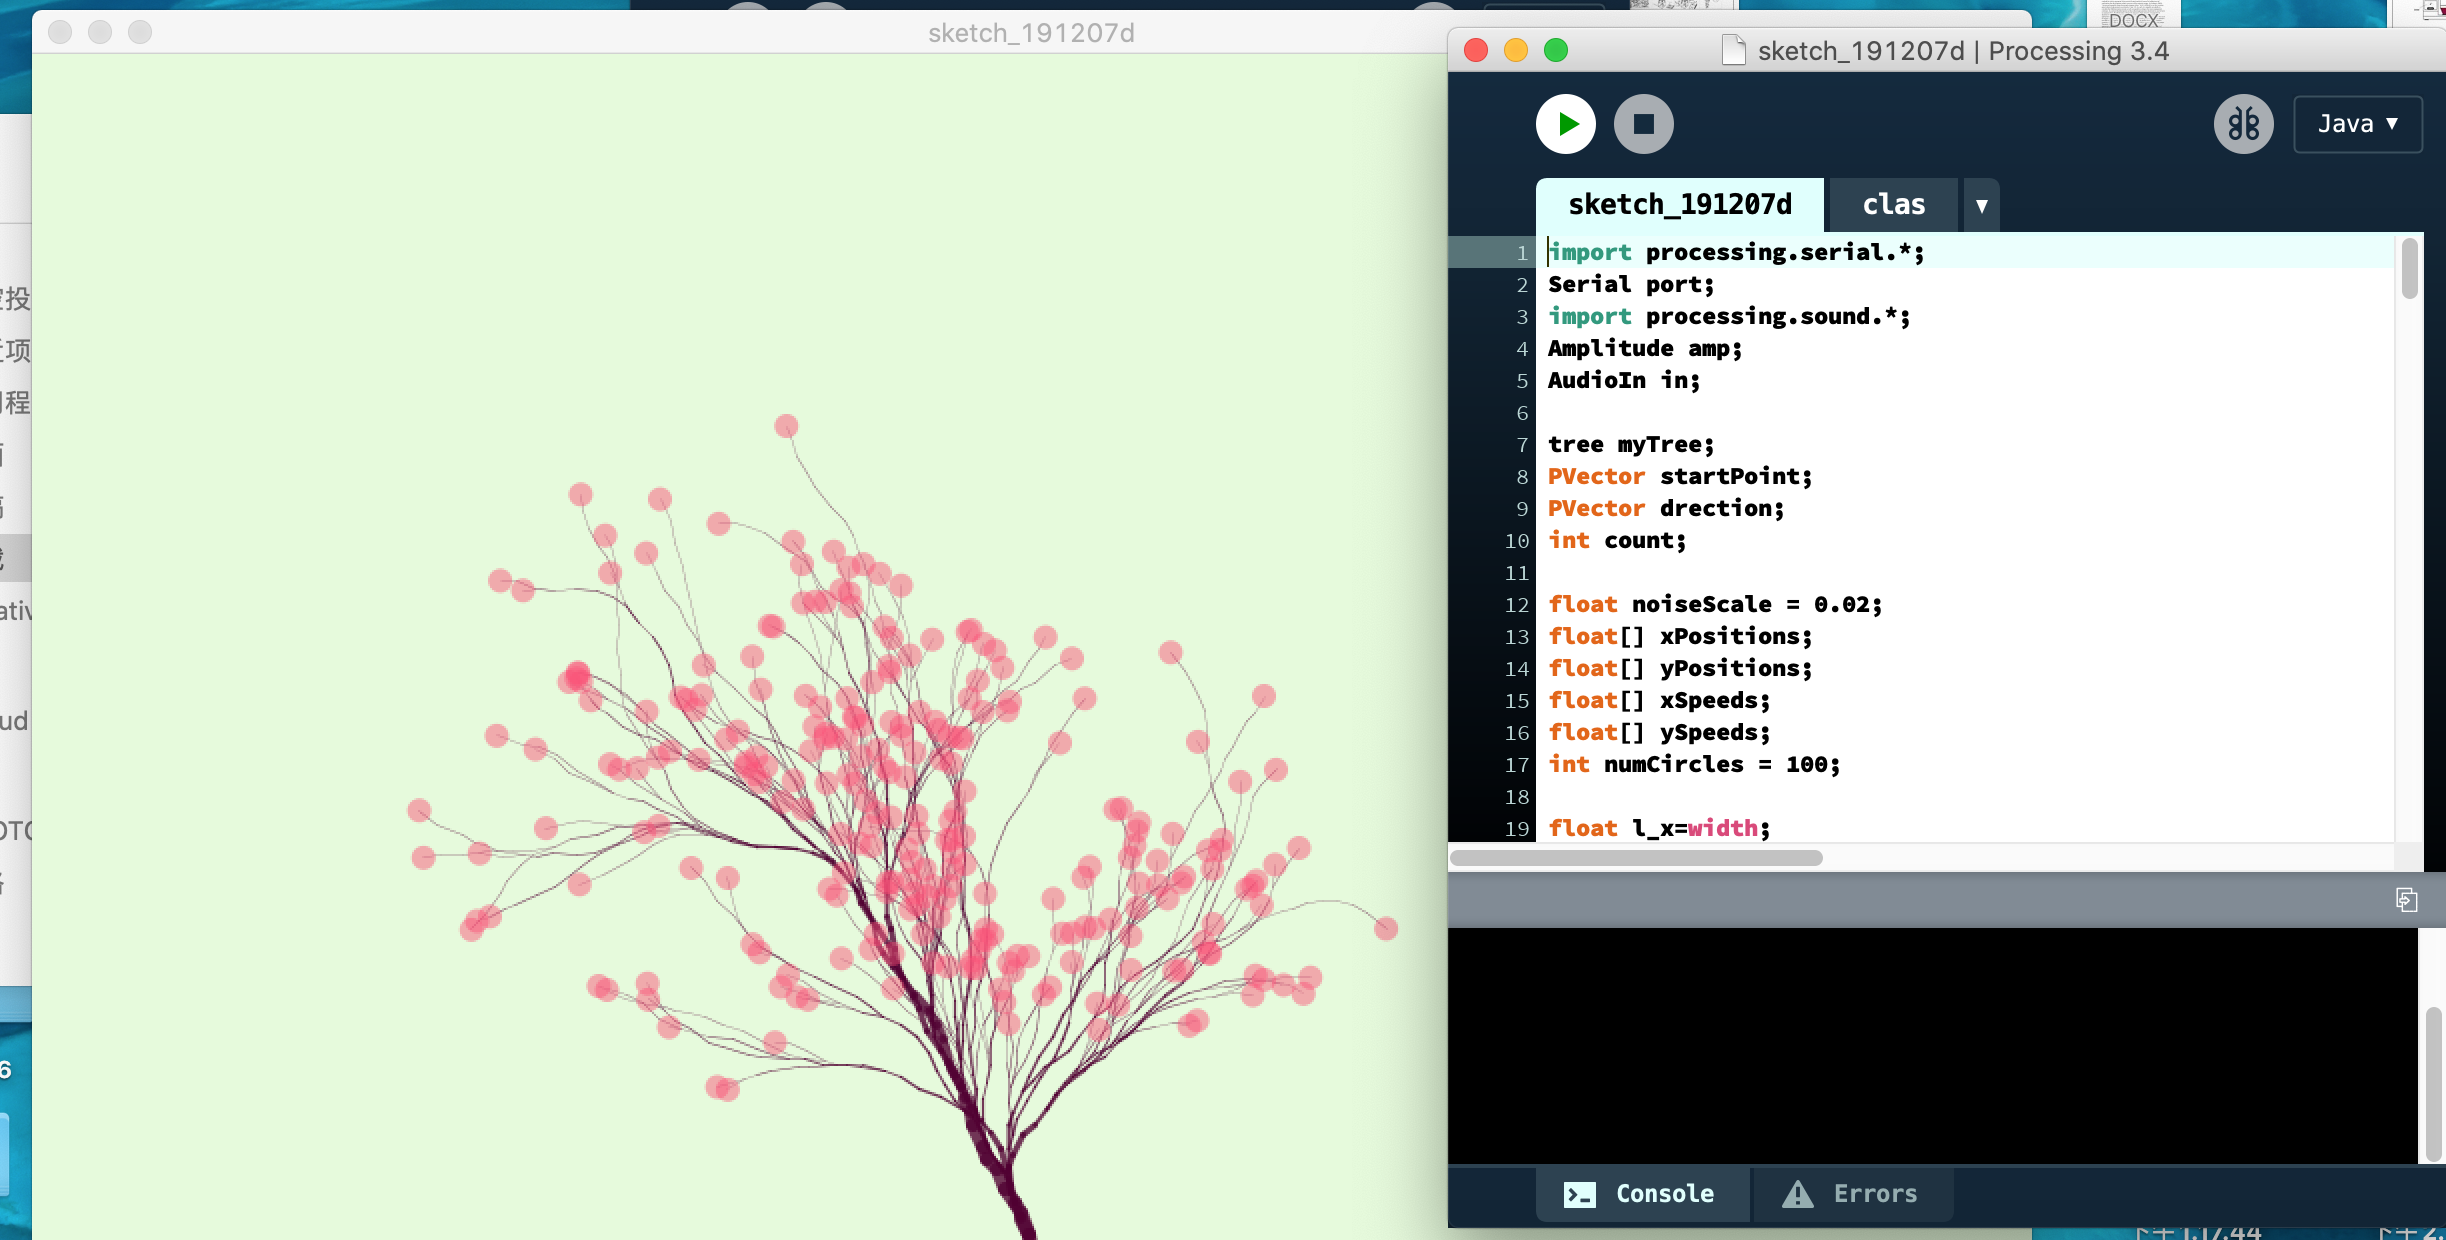 sketch_191207d
DOCX
sketch_191207d | Processing 3.4
Java ▼
sketch_191207d
clas
▼
1 import processing.serial.*;
2 Serial port;
3 import processing.sound.*;
4 Amplitude amp;
5 AudioIn in;
6
7 tree myTree;
8 PVector startPoint;
9 PVector drection;
10 int count;
11
12 float noiseScale = 0.02;
13 float[] xPositions;
14 float[] yPositions;
15 float[] xSpeeds;
16 float[] ySpeeds;
17 int numCircles = 100;
18
19 float l_x=width;
Console
Errors
投
项
程
ud
6